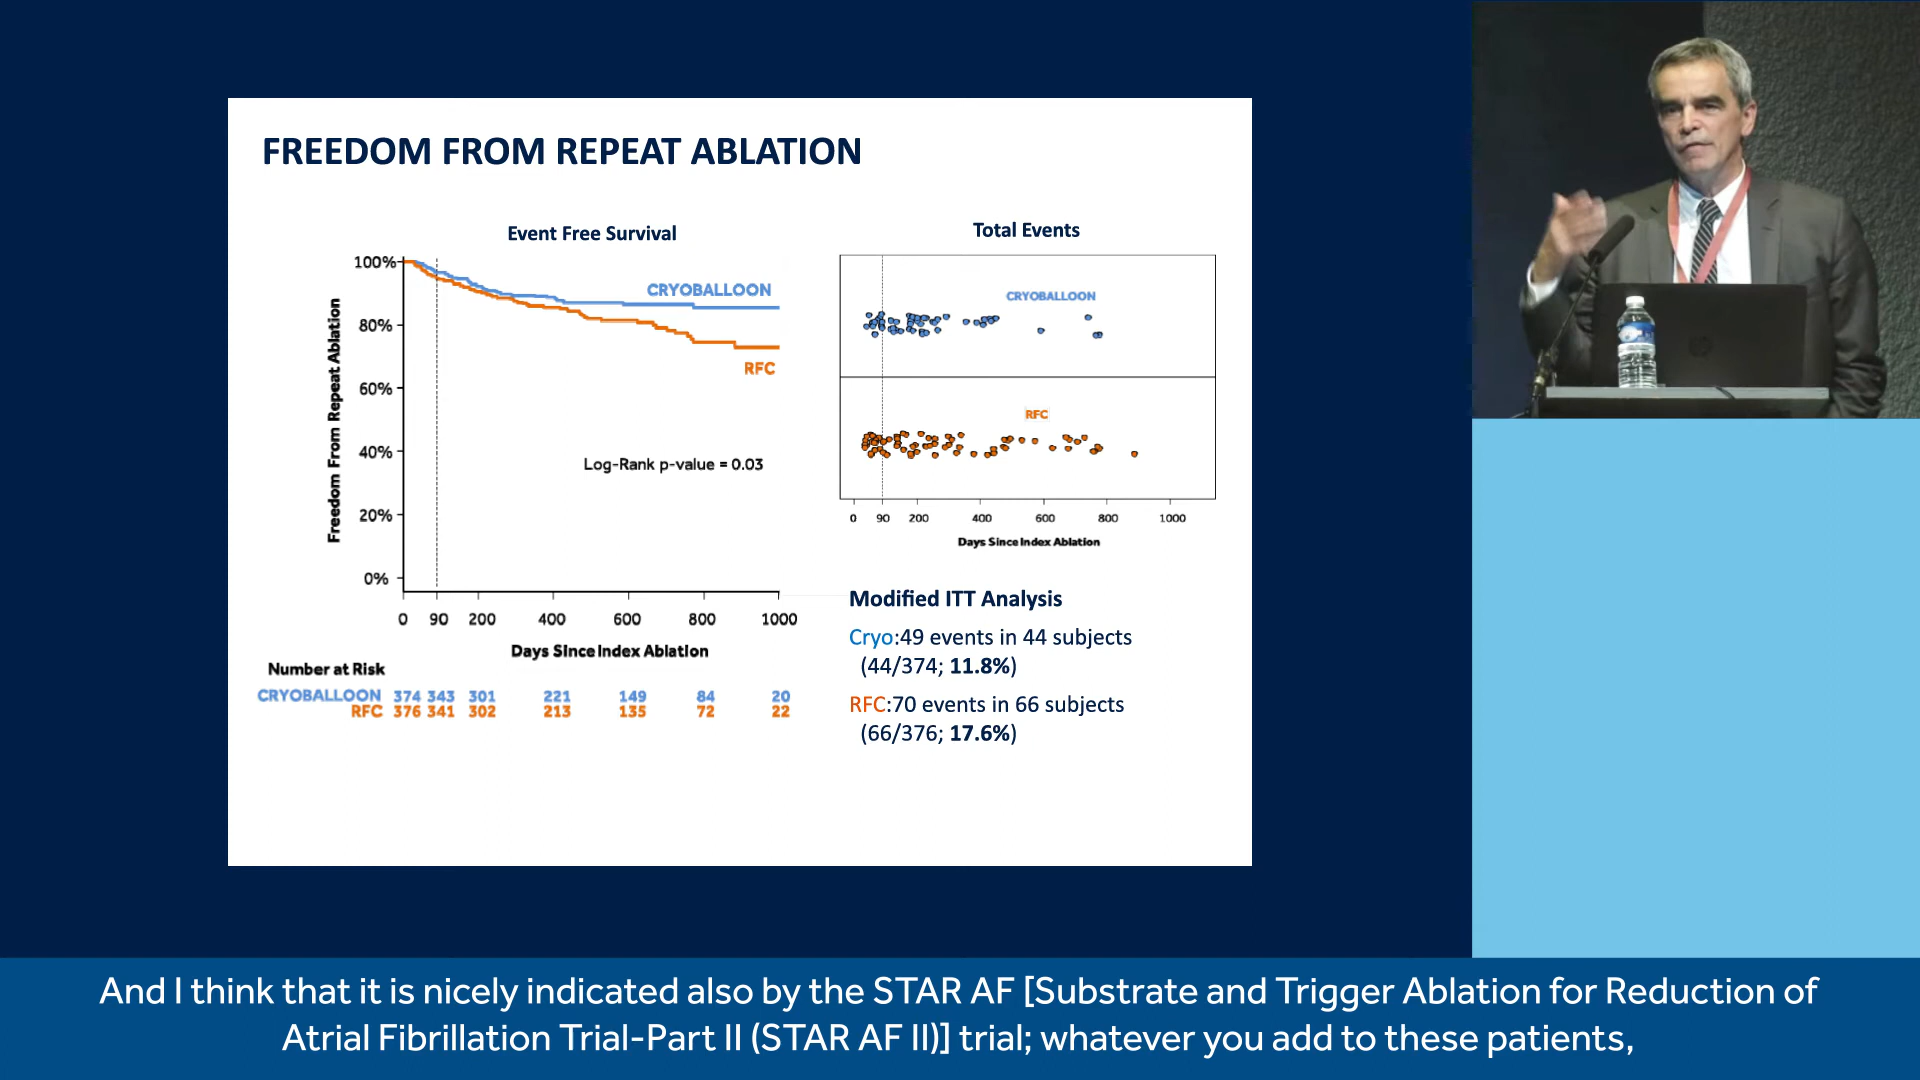 FREEDOM FROM REPEAT ABLATION
Event Free Survival
Freedom From Repeat Ablation
100%
80%
60%
40%
20%
0%
CRYOBALLOON
RFC
Log-Rank p-value = 0.03
0 90 200 400 600 800 1000
Days Since Index Ablation
Number at Risk
CRYOBALLOON 374 343 301 221 149 84 20
RFC 376 341 302 213 135 72 22
Total Events
CRYOBALLOON
RFC
0 90 200 400 600 800 1000
Days Since Index Ablation
Modified ITT Analysis
Cryo:49 events in 44 subjects
(44/374; 11.8%)
RFC:70 events in 66 subjects
(66/376; 17.6%)
And I think that it is nicely indicated also by the STAR AF [Substrate and Trigger Ablation for Reduction of
Atrial Fibrillation Trial-Part II (STAR AF II)] trial; whatever you add to these patients,